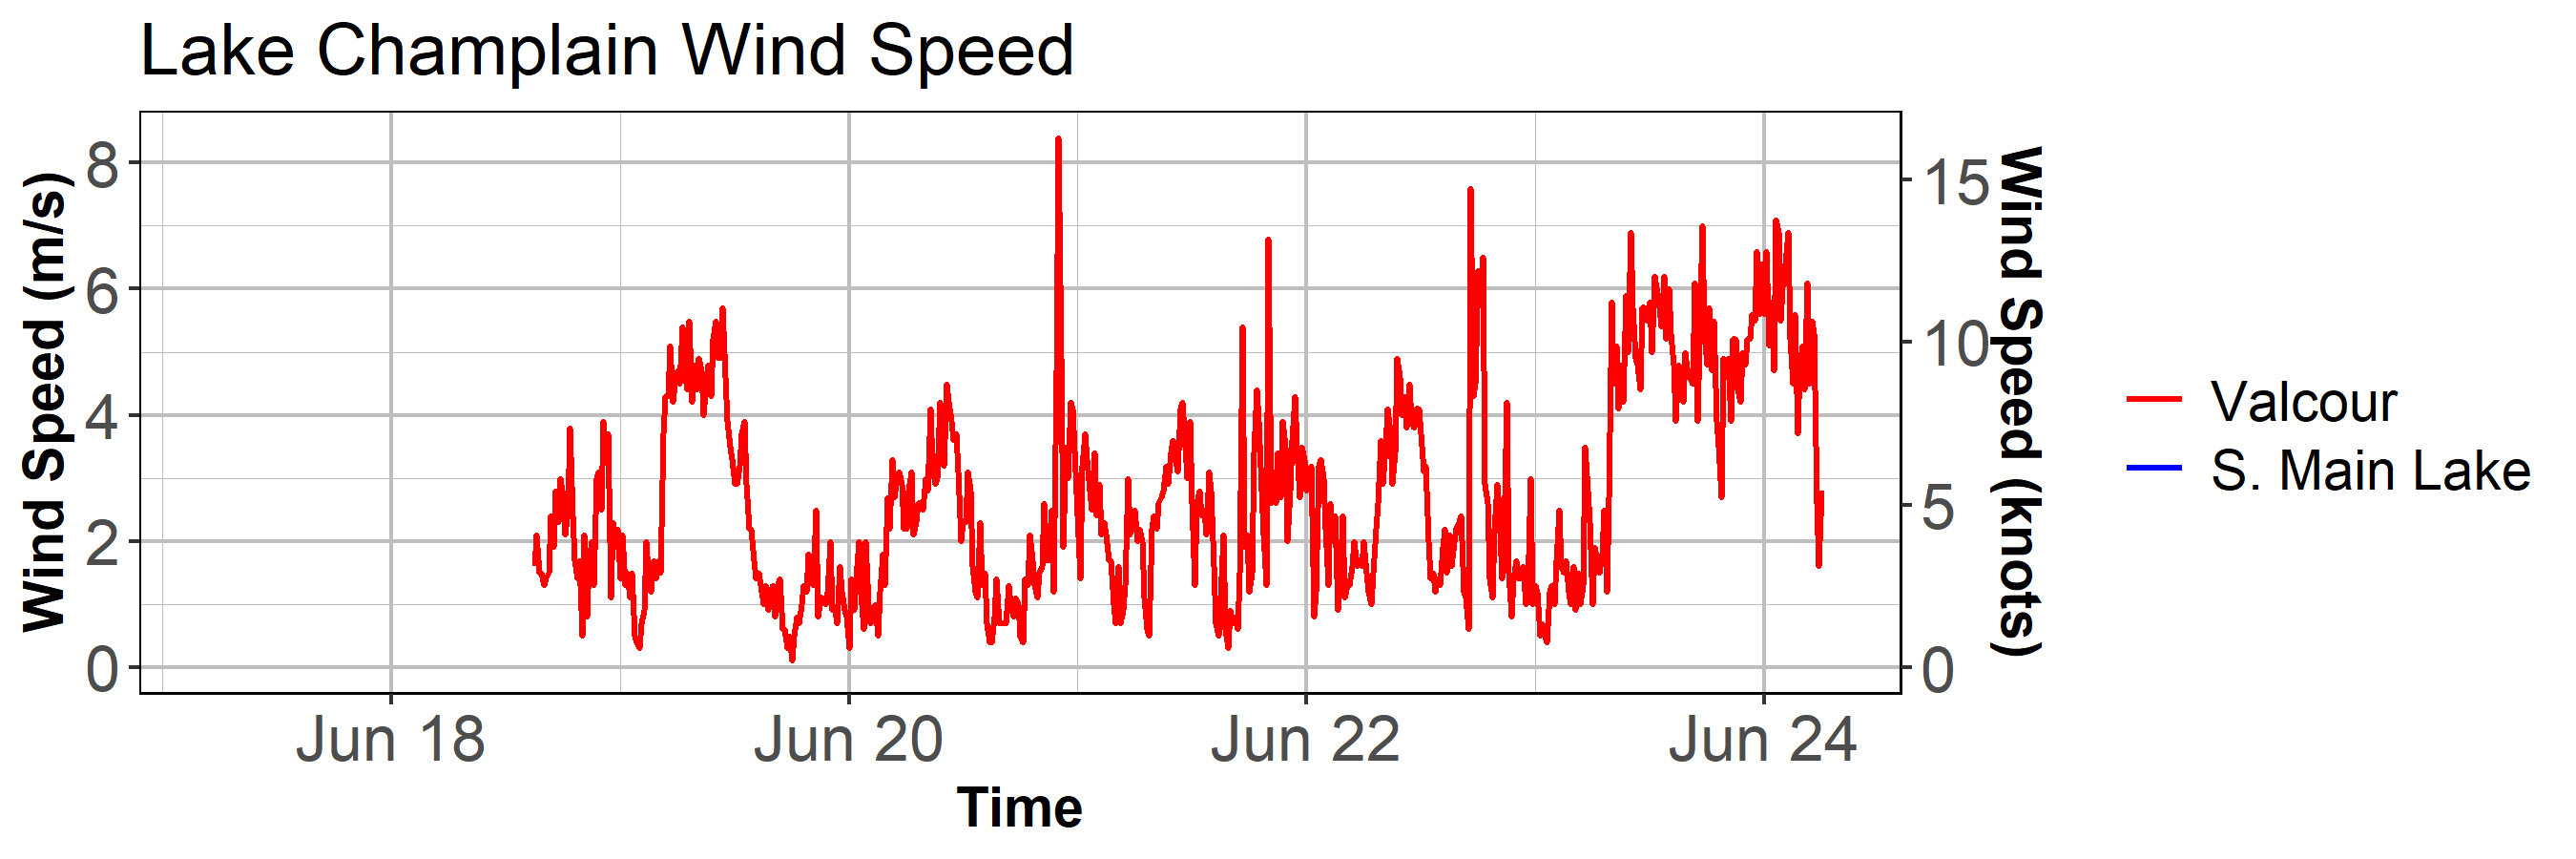 Lake Champlain Wind Speed
Wind Speed (m/s)
8
6
4
2
0
15
10
5
0
Wind Speed (knots)
Jun 18
Jun 20
Jun 22
Jun 24
Time
Valcour
S. Main Lake